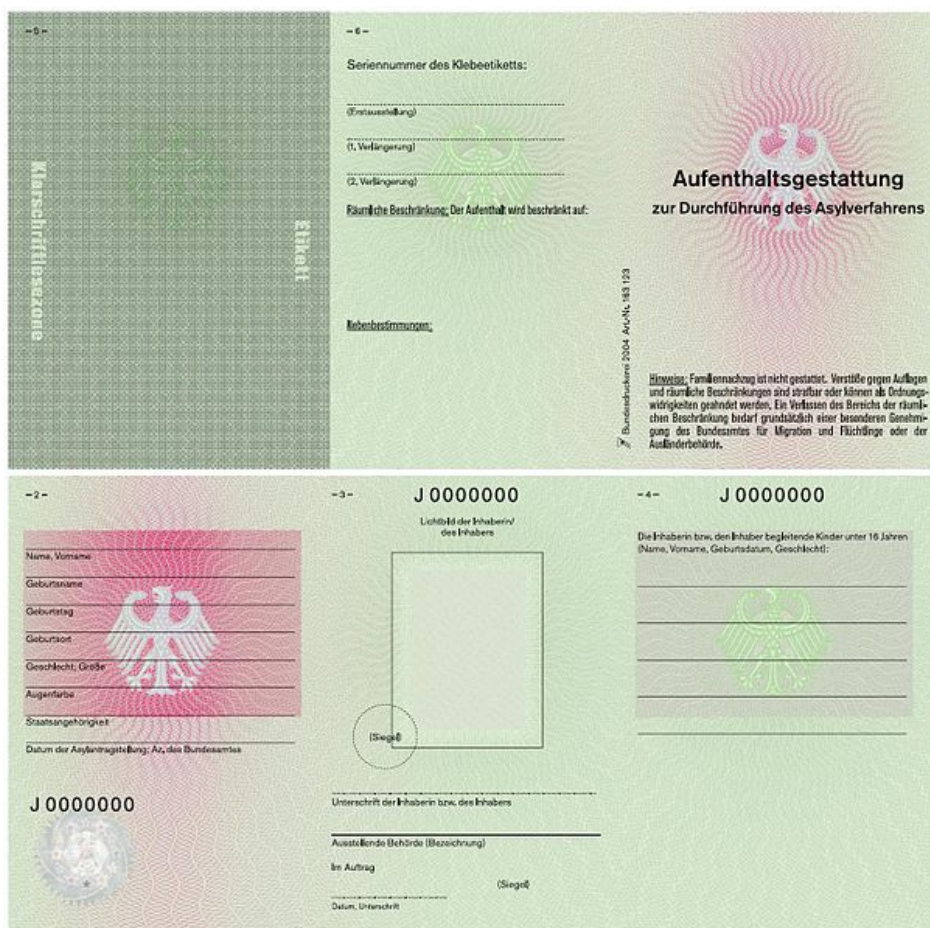 -5-
Klarschriftlesezone
Etikett
-6-
Seriennummer des Klebeetiketts:
(Erstausstellung)
(1. Verlängerung)
(2. Verlängerung)
Räumliche Beschränkung: Der Aufenthalt wird beschränkt auf:
Nebenbestimmungen:
Aufenthaltsgestattung
zur Durchführung des Asylverfahrens
Bundesdruckerei 2004 Art.-Nr. 163 123
Hinweise: Familiennachzug ist nicht gestattet. Verstöße gegen Auflagen
und räumliche Beschränkungen sind strafbar oder können als Ordnungs-
widrigkeiten geahndet werden. Ein Verlassen des Bereichs der räumli-
chen Beschränkung bedarf grundsätzlich einer besonderen Genehmi-
gung des Bundesamtes für Migration und Flüchtlinge oder der
Ausländerbehörde.
-2-
Name, Vorname
Geburtsname
Geburtstag
Geburtsort
Geschlecht; Größe
Augenfarbe
Staatsangehörigkeit
Datum der Asylantragstellung; Az. des Bundesamtes
J 0000000
-3-
J 0000000
Lichtbild der Inhaberin/
des Inhabers
(Siegel)
Unterschrift der Inhaberin bzw. des Inhabers
Ausstellende Behörde (Bezeichnung)
Im Auftrag
(Siegel)
Datum, Unterschrift
-4-
J 0000000
Die Inhaberin bzw. den Inhaber begleitende Kinder unter 16 Jahren
(Name, Vorname, Geburtsdatum, Geschlecht):